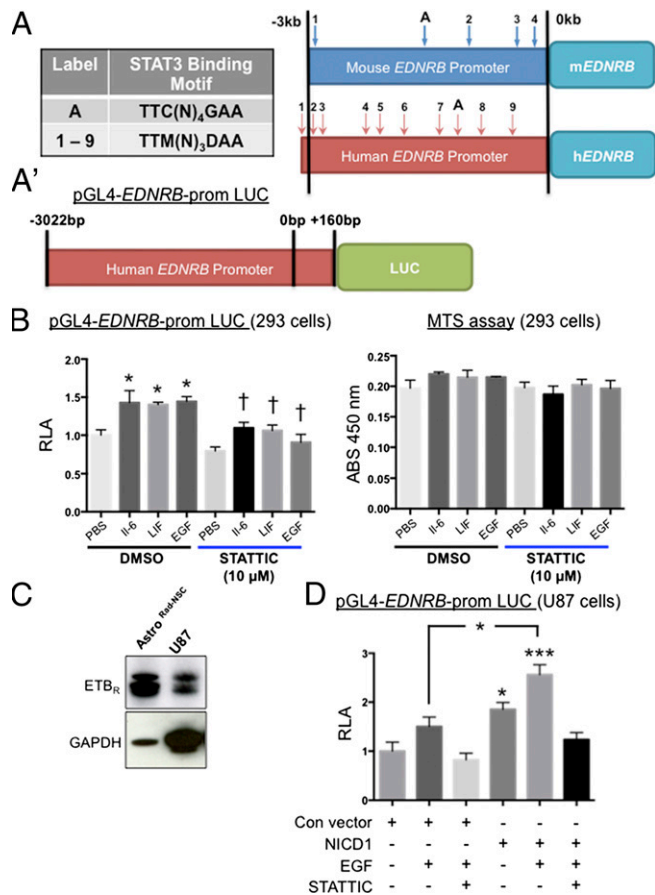 A
Label STAT3 Binding Motif
A TTC(N)4GAA
1 – 9 TTM(N)3DAA
-3kb 0kb
1 A 2 3 4
Mouse EDNRB Promoter mEDNRB
1 2 3 4 5 6 7 A 8 9
Human EDNRB Promoter hEDNRB
A'
pGL4-EDNRB-prom LUC
-3022bp 0bp +160bp
Human EDNRB Promoter LUC
B
pGL4-EDNRB-prom LUC (293 cells)
RLA
2.0
1.5
1.0
0.5
0.0
* * * † † †
PBS Il-6 LIF EGF PBS Il-6 LIF EGF
DMSO STATTIC
(10 µM)
MTS assay (293 cells)
ABS 450 nm
0.25
0.20
0.15
0.10
0.05
0.00
PBS Il-6 LIF EGF PBS Il-6 LIF EGF
DMSO STATTIC
(10 µM)
C
Astro Rad-NSC U87
ETBR
GAPDH
D
pGL4-EDNRB-prom LUC (U87 cells)
RLA
4
3
2
1
0
*
* ***
Con vector + + + - - -
NICD1 - - - + + +
EGF - + + - + +
STATTIC - - + - - +